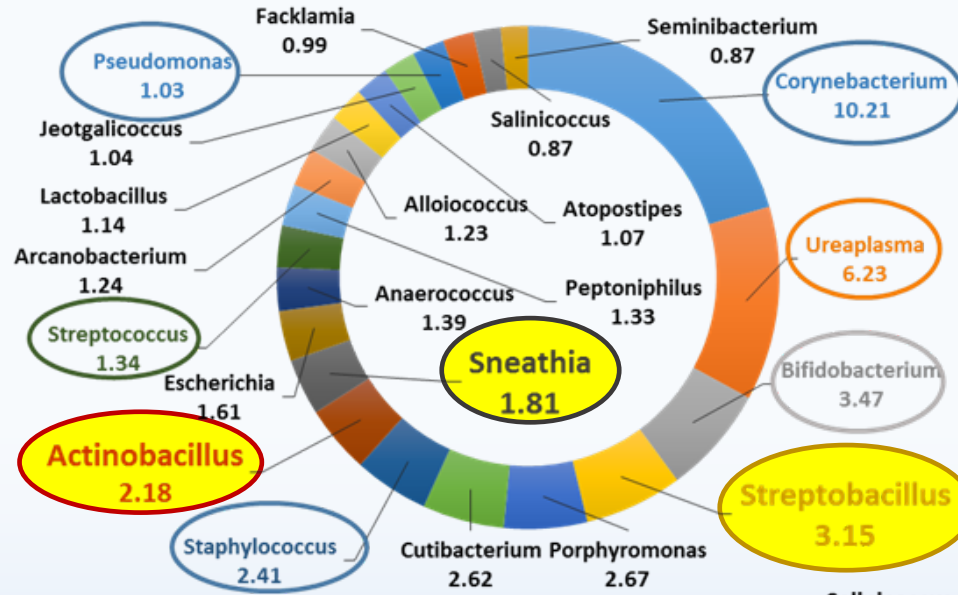 Facklamia
0.99
Seminibacterium
0.87
Pseudomonas
1.03
Corynebacterium
10.21
Jeotgalicoccus
1.04
Salinicoccus
0.87
Lactobacillus
1.14
Alloiococcus
1.23
Atopostipes
1.07
Ureaplasma
6.23
Arcanobacterium
1.24
Anaerococcus
1.39
Peptoniphilus
1.33
Streptococcus
1.34
Sneathia
1.81
Bifidobacterium
3.47
Escherichia
1.61
Actinobacillus
2.18
Streptobacillus
3.15
Staphylococcus
2.41
Cutibacterium
2.62
Porphyromonas
2.67